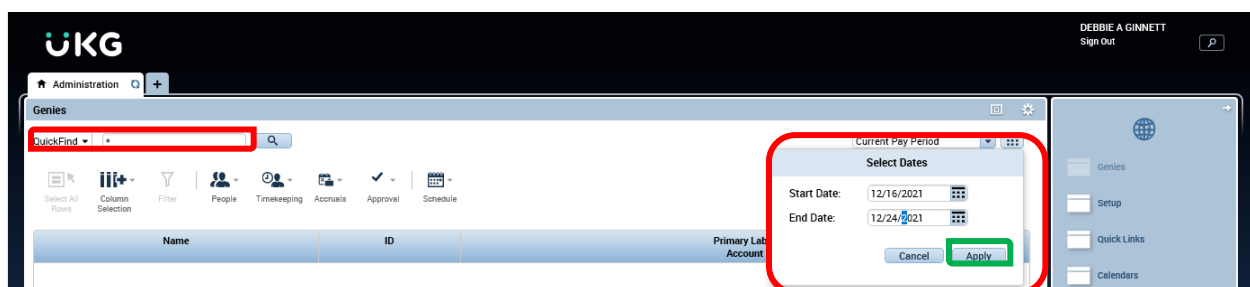 UKG
DEBBIE A GINNETT
Sign Out
Administration
Genies
QuickFind
*
Current Pay Period
Select Dates
Start Date: 12/16/2021
End Date: 12/24/2021
Cancel Apply
Select All Rows
Column Selection
Filter
People
Timekeeping
Accruals
Approval
Schedule
Name
ID
Primary Lab
Account
Genies
Setup
Quick Links
Calendars